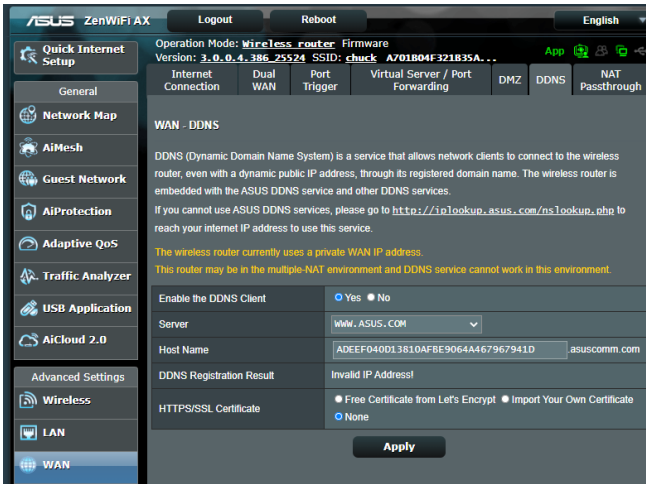 ASUS ZenWiFi AX Logout Reboot English
Quick Internet Setup
Operation Mode: Wireless router Firmware
Version: 3.0.0.4.386_25524 SSID: chuck A701B04F321B35A...
App
General
Network Map
AiMesh
Guest Network
AiProtection
Adaptive QoS
Traffic Analyzer
USB Application
AiCloud 2.0
Advanced Settings
Wireless
LAN
WAN
Internet Connection
Dual WAN
Port Trigger
Virtual Server / Port Forwarding
DMZ
DDNS
NAT Passthrough
WAN - DDNS
DDNS (Dynamic Domain Name System) is a service that allows network clients to connect to the wireless
router, even with a dynamic public IP address, through its registered domain name. The wireless router is
embedded with the ASUS DDNS service and other DDNS services.
If you cannot use ASUS DDNS services, please go to http://iplookup.asus.com/nslookup.php to
reach your internet IP address to use this service.
The wireless router currently uses a private WAN IP address.
This router may be in the multiple-NAT environment and DDNS service cannot work in this environment.
Enable the DDNS Client Yes No
Server WWW.ASUS.COM
Host Name ADEEF040D13810AFBE9064A467967941D .asuscomm.com
DDNS Registration Result Invalid IP Address!
HTTPS/SSL Certificate Free Certificate from Let's Encrypt Import Your Own Certificate
None
Apply